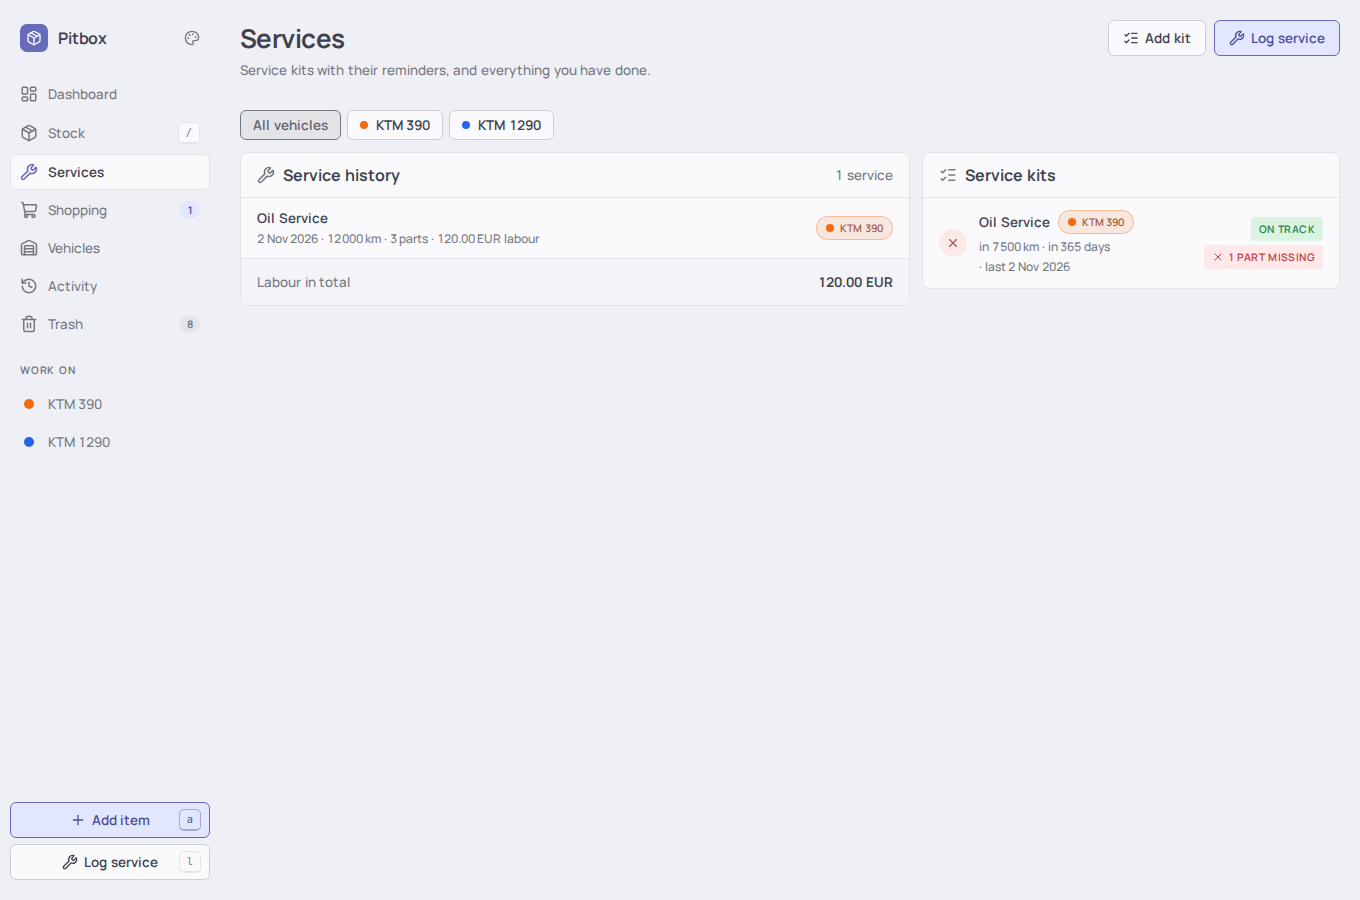 Pitbox
Dashboard
Stock /
Services
Shopping 1
Vehicles
Activity
Trash 8
WORK ON
KTM 390
KTM 1290
Add item a
Log service l
Services
Service kits with their reminders, and everything you have done.
Add kit
Log service
All vehicles KTM 390 KTM 1290
Service history 1 service
Oil Service
2 Nov 2026 · 12 000 km · 3 parts · 120.00 EUR labour
KTM 390
Labour in total 120.00 EUR
Service kits
Oil Service KTM 390
in 7 500 km · in 365 days
· last 2 Nov 2026
ON TRACK
1 PART MISSING